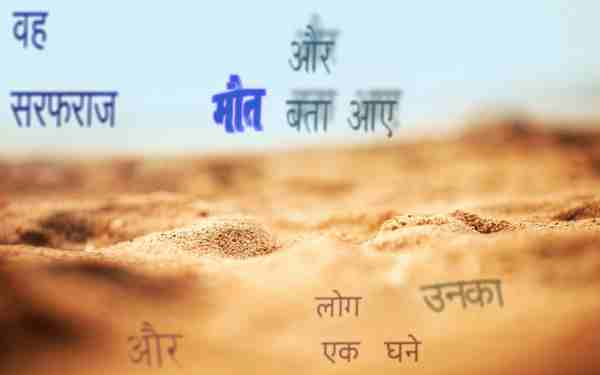 वह
और
सरफराज
मौत
बता आए
लोग
उनका
और
एक घने